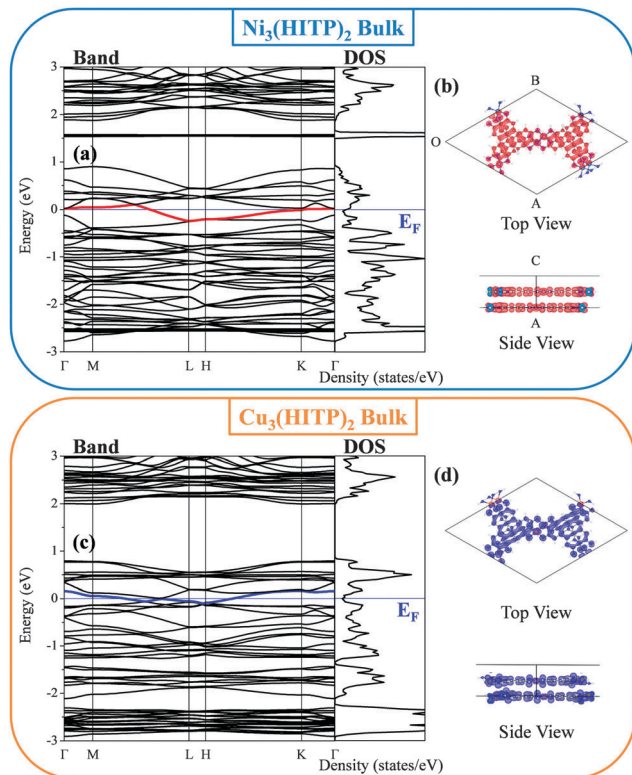 Ni₃(HITP)₂ Bulk
Band DOS
(a)
3
2
1
0
-1
-2
-3
Energy (eV)
E_F
Γ M L H K Γ
Density (states/eV)
(b)
B
O
A
Top View
C
A
Side View
Cu₃(HITP)₂ Bulk
Band DOS
(c)
3
2
1
0
-1
-2
-3
Energy (eV)
E_F
Γ M L H K Γ
Density (states/eV)
(d)
Top View
Side View